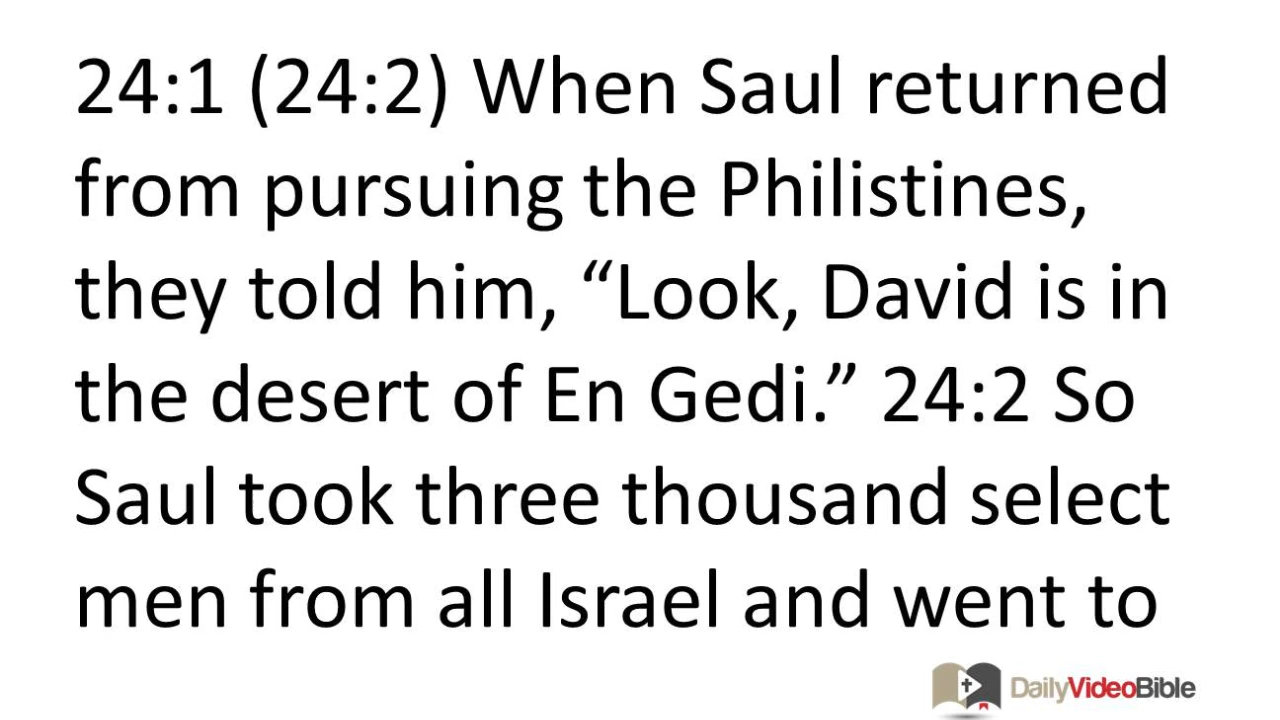 24:1 (24:2) When Saul returned
from pursuing the Philistines,
they told him, “Look, David is in
the desert of En Gedi.” 24:2 So
Saul took three thousand select
men from all Israel and went to
DailyVideoBible